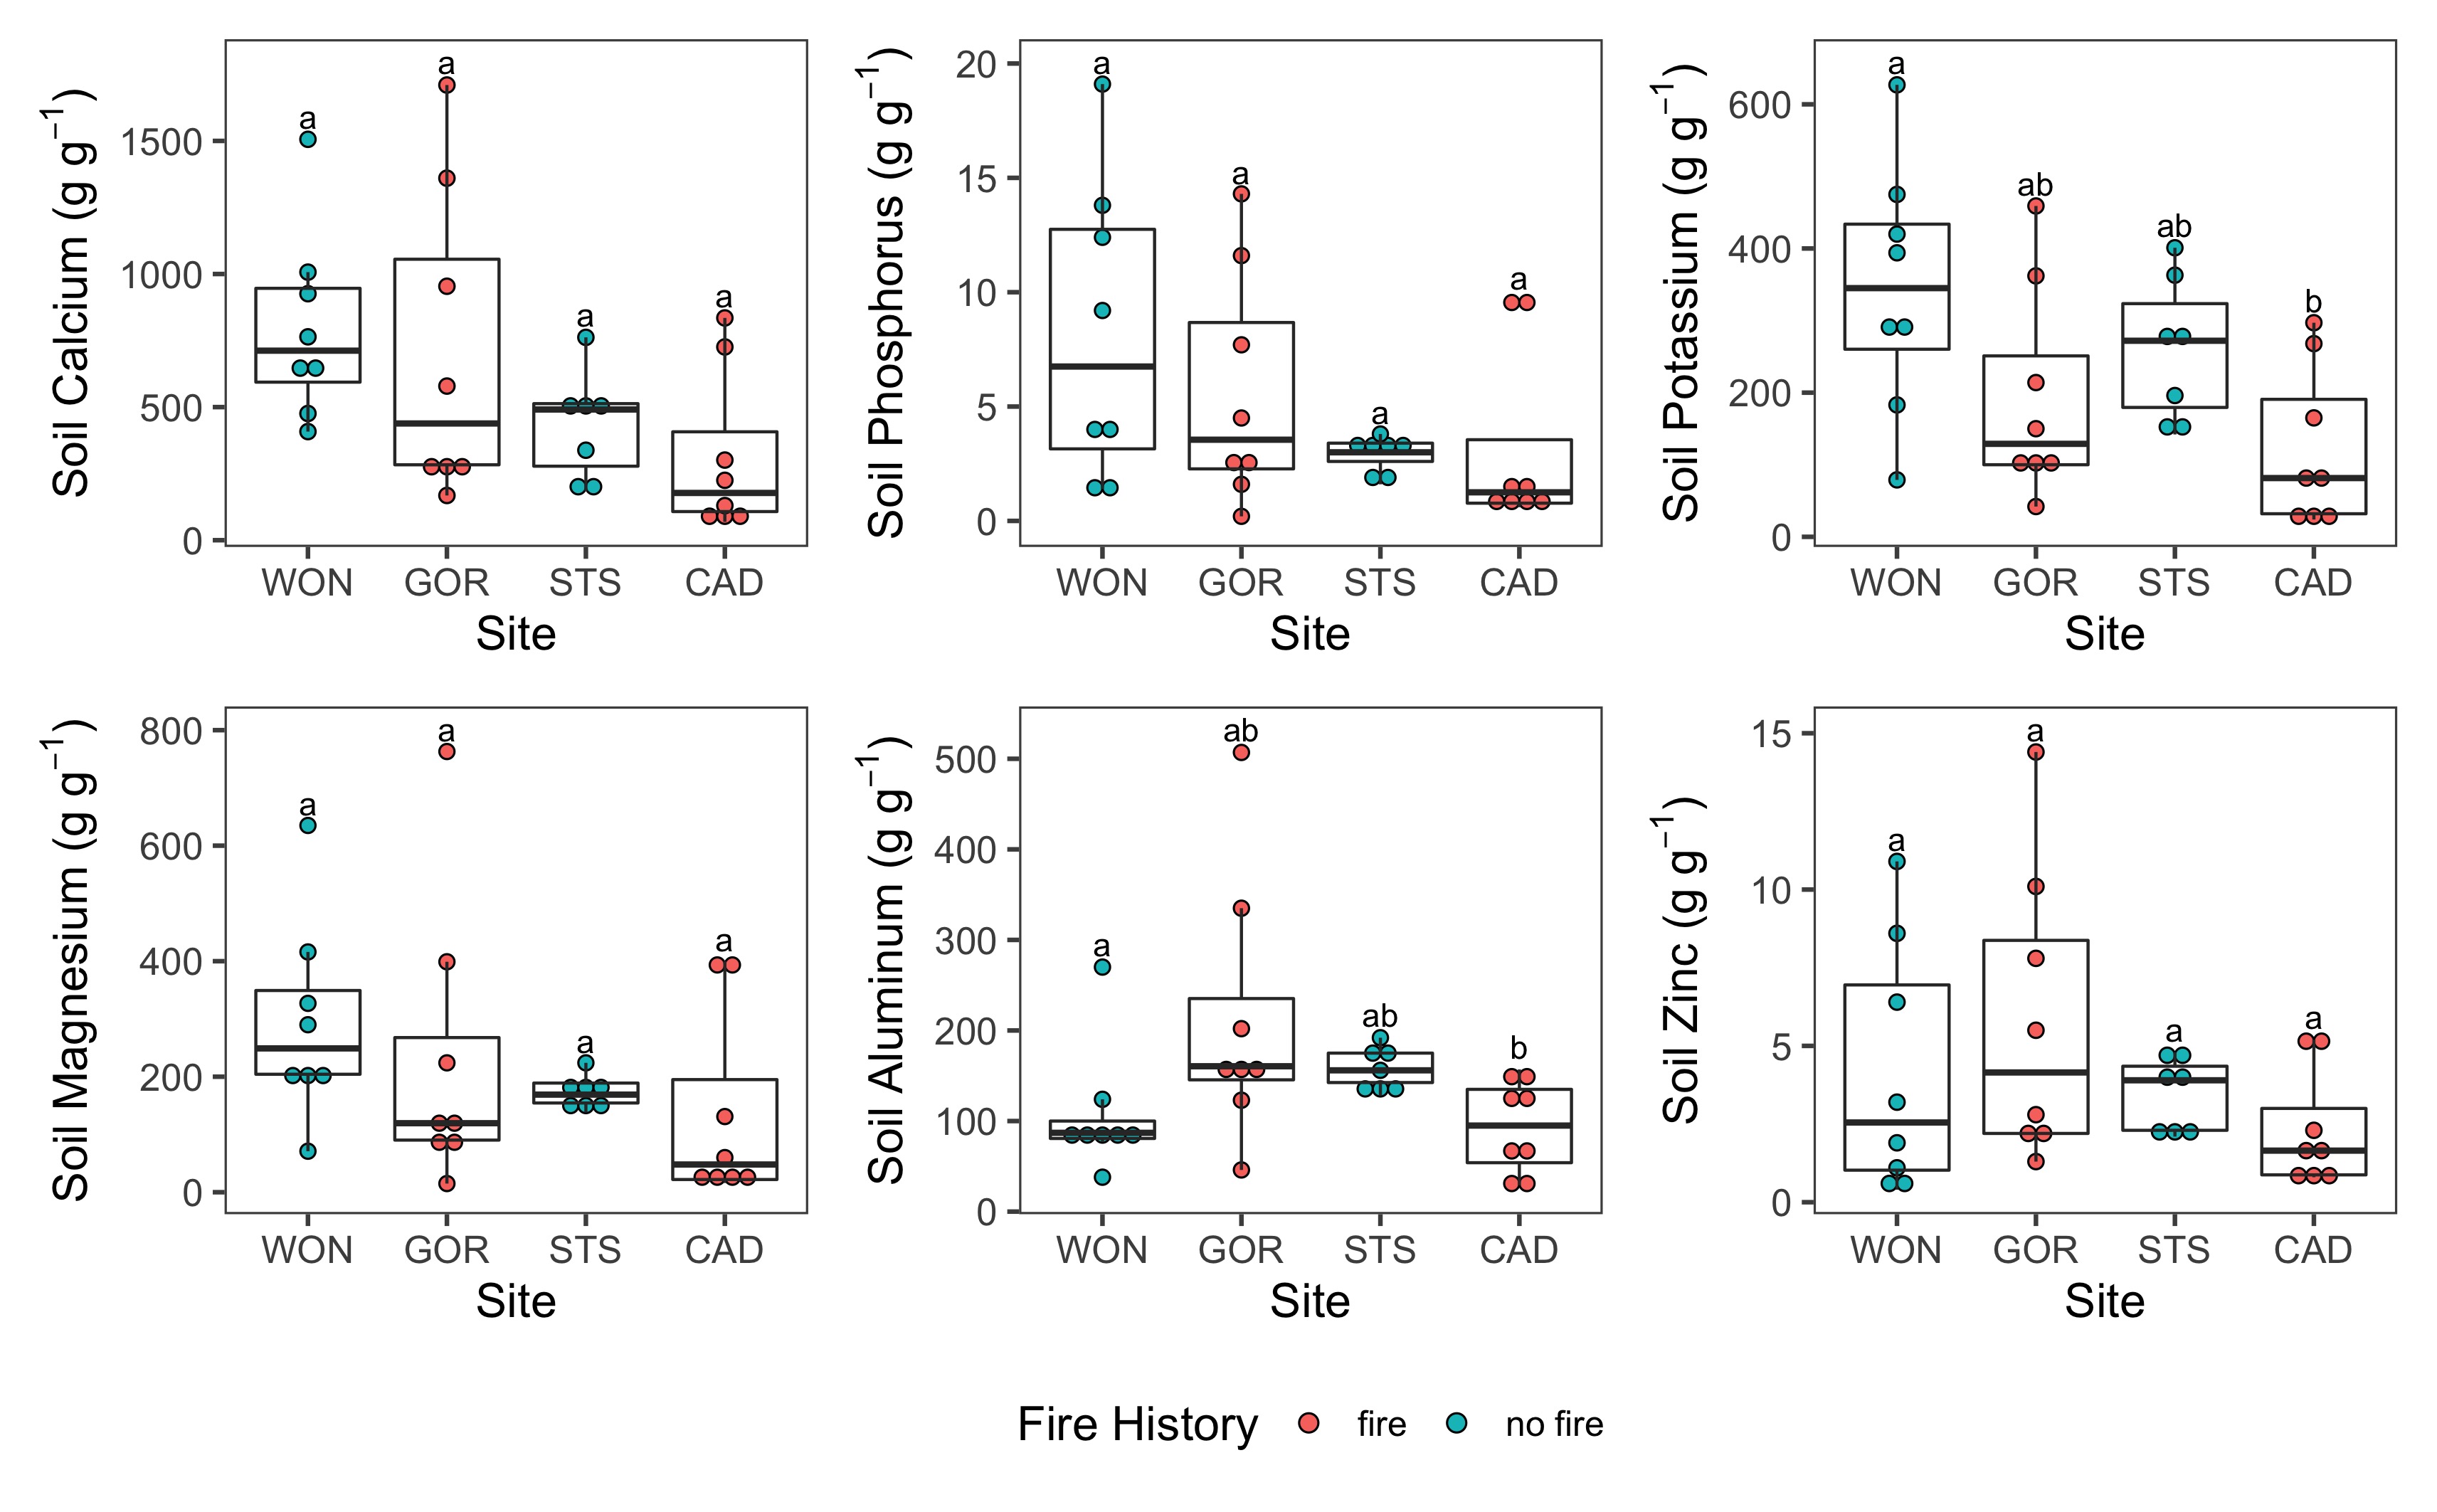 Soil Calcium (g g⁻¹)
1500
1000
500
0
a
a
a
a
WON GOR STS CAD
Site
Soil Phosphorus (g g⁻¹)
20
15
10
5
0
a
a
a
a
WON GOR STS CAD
Site
Soil Potassium (g g⁻¹)
600
400
200
0
a
ab
ab
b
WON GOR STS CAD
Site
Soil Magnesium (g g⁻¹)
800
600
400
200
0
a
a
a
a
WON GOR STS CAD
Site
Soil Aluminum (g g⁻¹)
500
400
300
200
100
0
a
ab
ab
b
WON GOR STS CAD
Site
Soil Zinc (g g⁻¹)
15
10
5
0
a
a
a
a
WON GOR STS CAD
Site
Fire History fire no fire